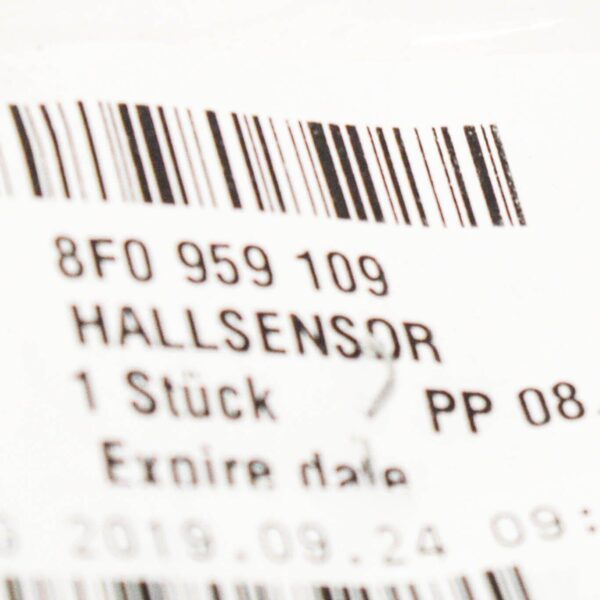 8F0 959 109
HALLSENSOR
1 Stück PP 08.
Expire date
2019.09.24 09: